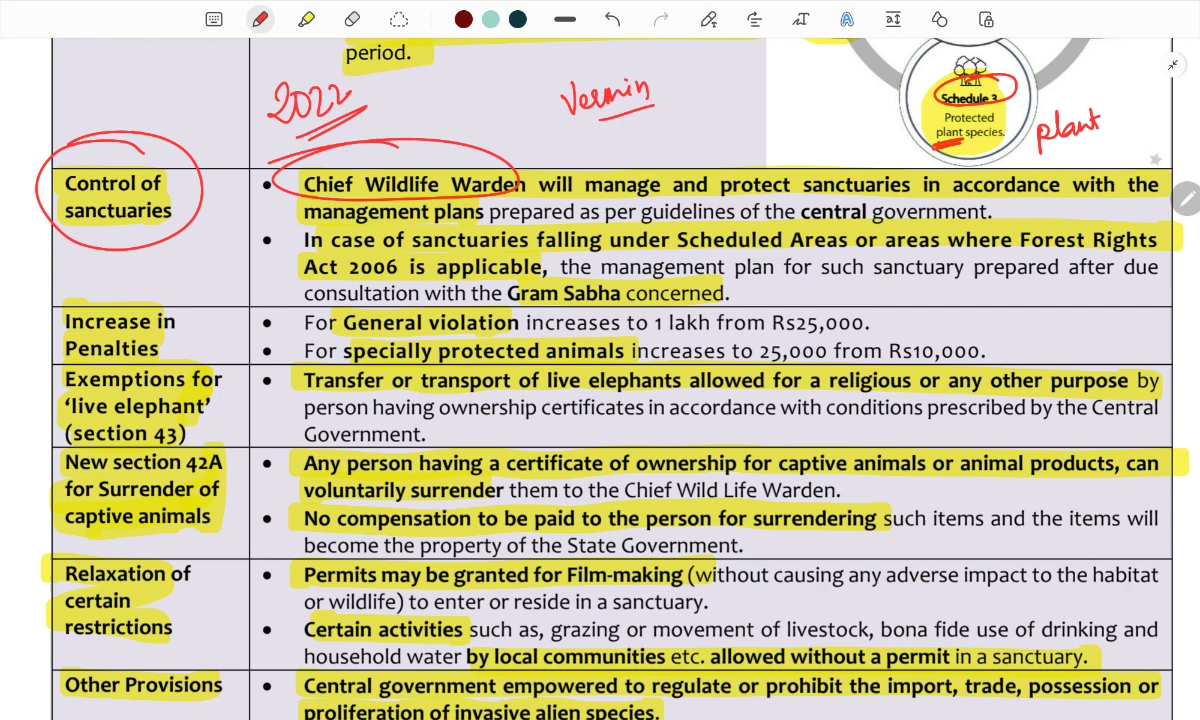 period.
2022
Vermin
Schedule 3
Protected
plant species.
plant
Control of
sanctuaries
• Chief Wildlife Warden will manage and protect sanctuaries in accordance with the
management plans prepared as per guidelines of the central government.
• In case of sanctuaries falling under Scheduled Areas or areas where Forest Rights
Act 2006 is applicable, the management plan for such sanctuary prepared after due
consultation with the Gram Sabha concerned.
Increase in
Penalties
• For General violation increases to 1 lakh from Rs25,000.
• For specially protected animals increases to 25,000 from Rs10,000.
Exemptions for
‘live elephant’
(section 43)
• Transfer or transport of live elephants allowed for a religious or any other purpose by
person having ownership certificates in accordance with conditions prescribed by the Central
Government.
New section 42A
for Surrender of
captive animals
• Any person having a certificate of ownership for captive animals or animal products, can
voluntarily surrender them to the Chief Wild Life Warden.
• No compensation to be paid to the person for surrendering such items and the items will
become the property of the State Government.
Relaxation of
certain
restrictions
• Permits may be granted for Film-making (without causing any adverse impact to the habitat
or wildlife) to enter or reside in a sanctuary.
• Certain activities such as, grazing or movement of livestock, bona fide use of drinking and
household water by local communities etc. allowed without a permit in a sanctuary.
Other Provisions
• Central government empowered to regulate or prohibit the import, trade, possession or
proliferation of invasive alien species.